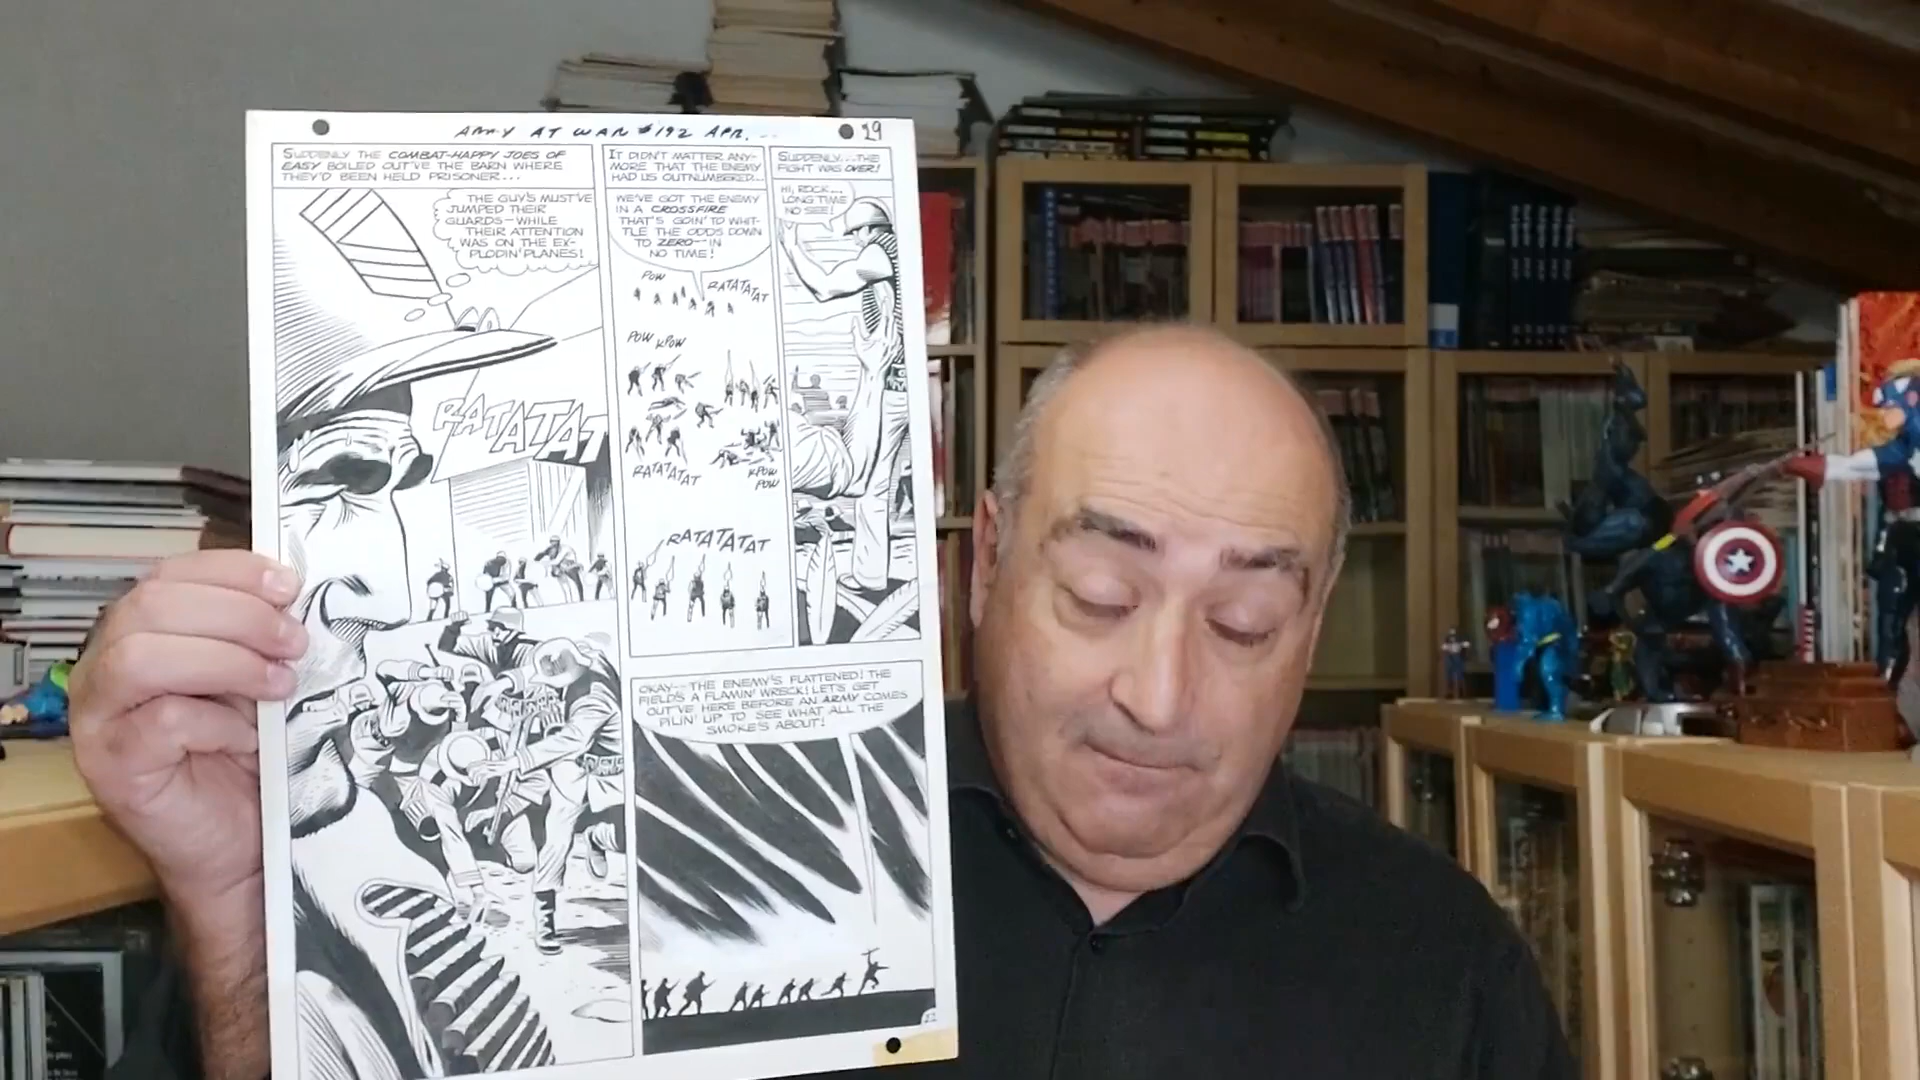 ARMY AT WAR #192 APR.
29
SUDDENLY THE COMBAT-HAPPY JOES OF
EASY BOILED OUT'VE THE BARN WHERE
THEY'D BEEN HELD PRISONER...
THE GUY'S MUST'VE
JUMPED THEIR
GUARDS--WHILE
THEIR ATTENTION
WAS ON THE EX-
PLODIN' PLANES!
RATATATAT
IT DIDN'T MATTER ANY-
MORE THAT THE ENEMY
HAD US OUTNUMBERED...
WE'VE GOT THE ENEMY
IN A CROSSFIRE
THAT'S GOIN' TO WHIT-
TLE THE ODDS DOWN
TO ZERO--IN
NO TIME!
POW
RATATATAT
POW KPOW
RATATATAT
KPOW
POW
RATATATAT
SUDDENLY...THE
FIGHT WAS OVER!
HI, ROCK...
LONG TIME
NO SEE!
OKAY--THE ENEMY'S FLATTENED! THE
FIELD'S A FLAMIN' WRECK! LET'S GET
OUT'VE HERE BEFORE AN ARMY COMES
PILIN' UP TO SEE WHAT ALL THE
SMOKE'S ABOUT!